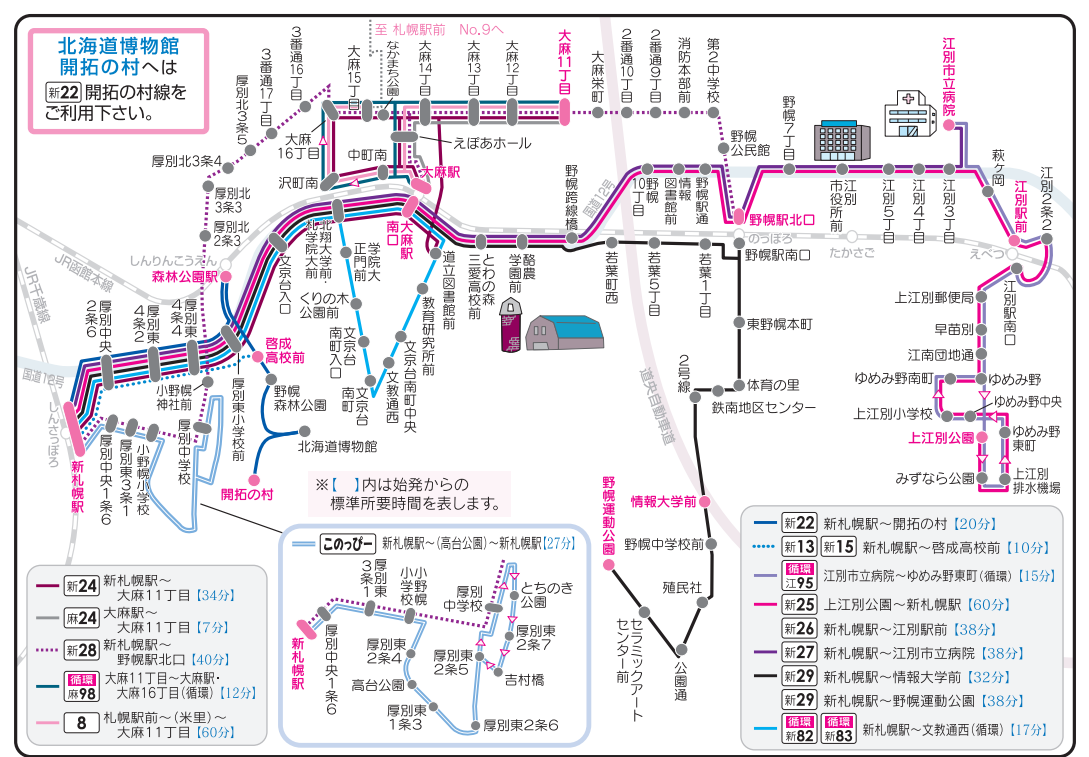 北海道博物館
開拓の村へは
新22 開拓の村線を
ご利用下さい。
至 札幌駅前 No.9へ
3番通16丁目
3番通17丁目
厚別北3条5
厚別北3条4
厚別北
3条3
厚別北
2条3
大麻
15丁目
なかまち公園
大麻
14丁目
大麻
13丁目
大麻
12丁目
大麻
11丁目
大麻栄町
2番通10丁目
2番通9丁目
消防本部前
第2中学校
野幌
公民館
野幌7丁目
江別
市役所前
江別5丁目
江別4丁目
江別3丁目
江別市立病院
萩ヶ岡
江別駅前
江別2条2
大麻
16丁目
中町南
沢町南
えぽあホール
大麻駅
大麻駅
南口
野幌跨線橋
国道12号
野幌
10丁目
情報
図書館前
野幌駅通
野幌駅北口
のっぽろ
野幌駅南口
たかさご
えべつ
江別駅南口
しんりんこうえん
森林公園駅
JR函館本線
JR千歳線
国道12号
しんさっぽろ
新札幌駅
厚別中央
2条6
厚別東
4条2
厚別東
4条4
文京台入口
北翔大学・
札学院大前
学院大
正門前
くりの木
公園前
文京台
南町入口
文京台
南町
文教通西
文京台南町中央
教育研究所前
道立図書館前
とわの森
三愛高校前
酪農
学園前
若葉町西
若葉5丁目
若葉1丁目
東野幌本町
体育の里
鉄南地区センター
2号線
道央自動車道
啓成
高校前
野幌
森林公園
北海道博物館
開拓の村
厚別東小学校前
小野幌
神社前
厚別中学校
小野幌小学校
厚別東3条1
厚別中央1条6
上江別郵便局
早苗別
江南団地通
ゆめみ野南町
ゆめみ野
ゆめみ野中央
上江別小学校
上江別公園
ゆめみ野
東町
みずなら公園
上江別
排水機場
情報大学前
野幌中学校前
殖民社
公園通
セラミックアート
センター前
野幌運動公園
※【 】内は始発からの
標準所要時間を表します。
このっぴー 新札幌駅～(高台公園)～新札幌駅【27分】
新札幌駅
厚別中央1条6
厚別東
3条1
小野幌
小学校
厚別
中学校
とちのき
公園
厚別東
2条7
吉村橋
厚別東
2条5
厚別東
2条4
高台公園
厚別東
1条3
厚別東2条6
新24 新札幌駅～
大麻11丁目【34分】
麻24 大麻駅～
大麻11丁目【7分】
新28 新札幌駅～
野幌駅北口【40分】
循環 麻98 大麻11丁目～大麻駅・
大麻16丁目(循環)【12分】
8 札幌駅前～(米里)～
大麻11丁目【60分】
新22 新札幌駅～開拓の村【20分】
新13 新15 新札幌駅～啓成高校前【10分】
循環 江95 江別市立病院～ゆめみ野東町(循環)【15分】
新25 上江別公園～新札幌駅【60分】
新26 新札幌駅～江別駅前【38分】
新27 新札幌駅～江別市立病院【38分】
新29 新札幌駅～情報大学前【32分】
新29 新札幌駅～野幌運動公園【38分】
循環 新82 循環 新83 新札幌駅～文教通西(循環)【17分】